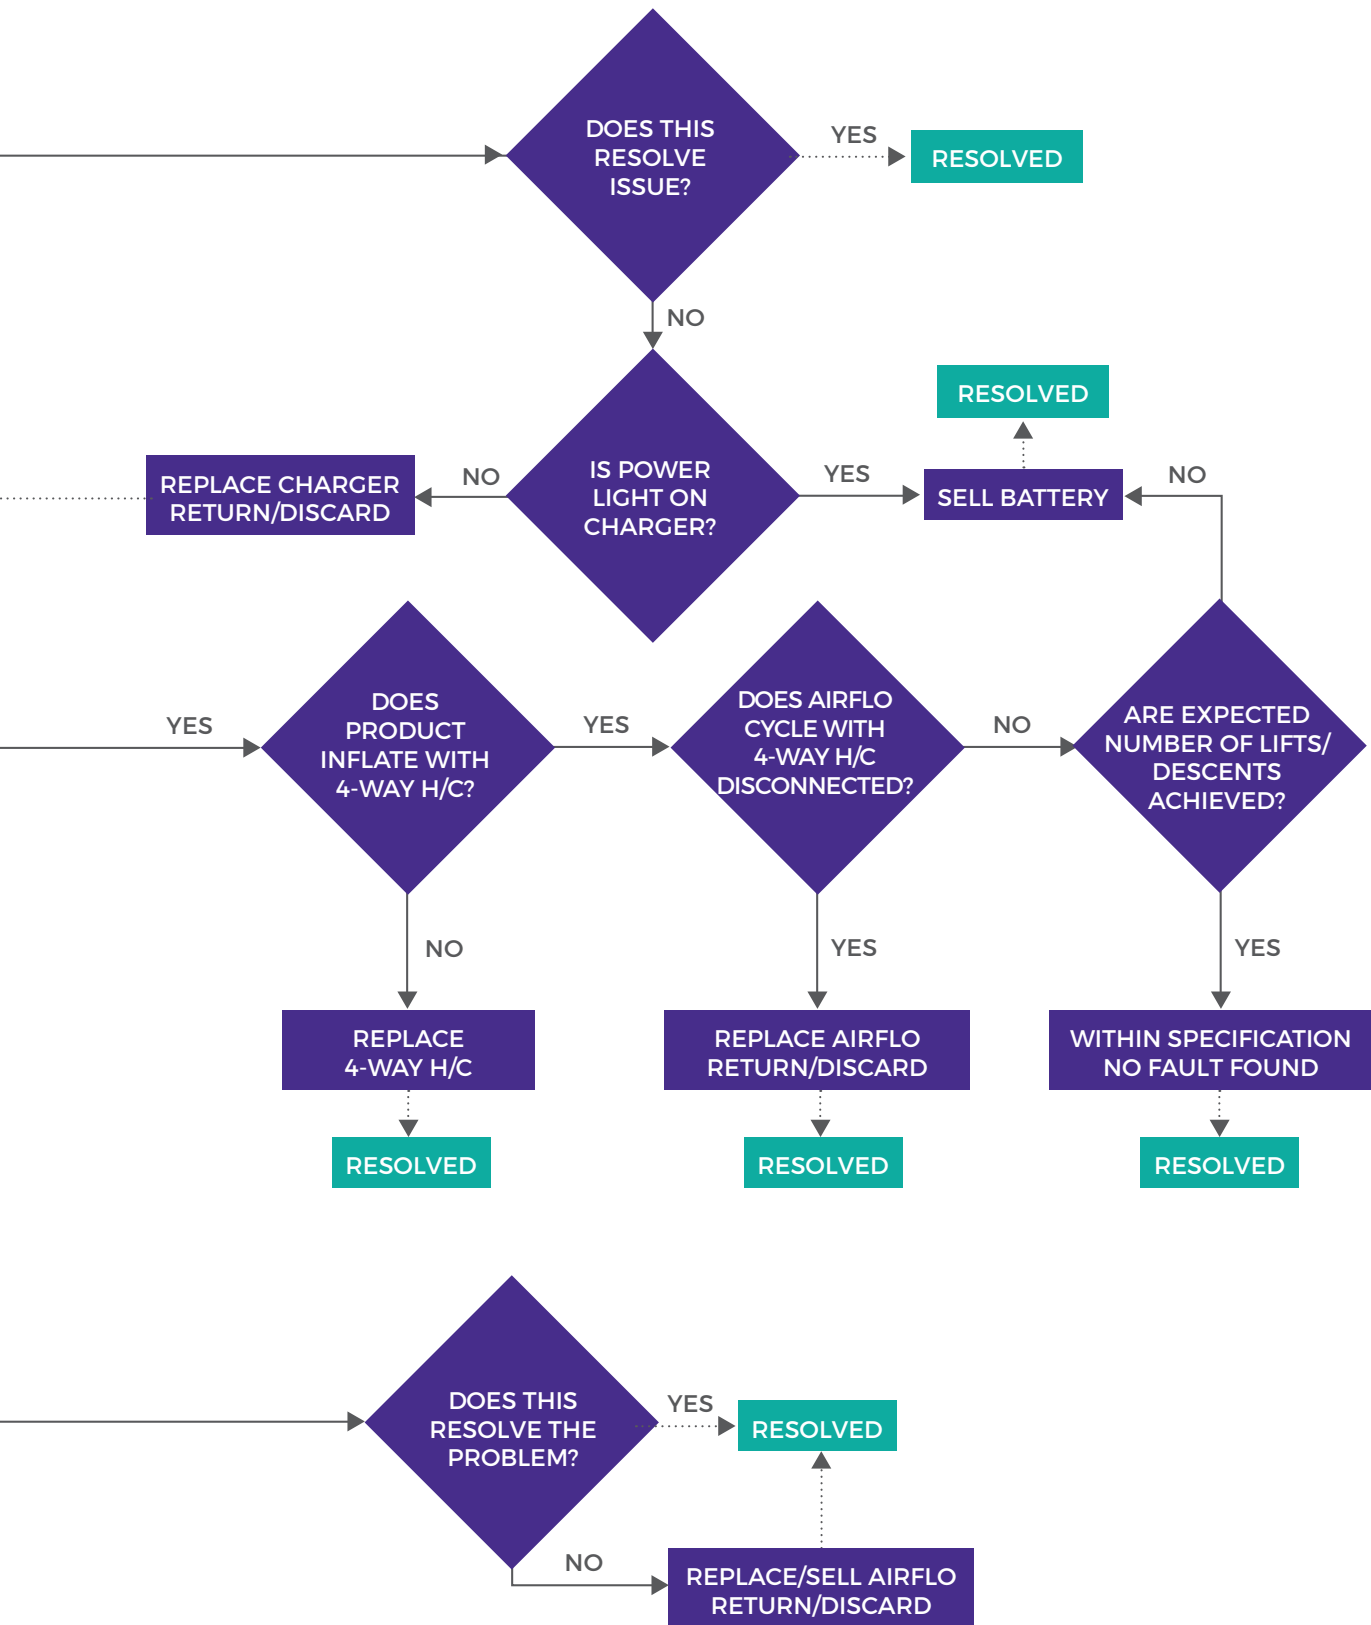 DOES THIS
RESOLVE
ISSUE?
YES
RESOLVED
NO
RESOLVED
REPLACE CHARGER
RETURN/DISCARD
NO
IS POWER
LIGHT ON
CHARGER?
YES
SELL BATTERY
NO
YES
DOES
PRODUCT
INFLATE WITH
4-WAY H/C?
YES
DOES AIRFLO
CYCLE WITH
4-WAY H/C
DISCONNECTED?
NO
ARE EXPECTED
NUMBER OF LIFTS/
DESCENTS
ACHIEVED?
NO
YES
YES
REPLACE
4-WAY H/C
REPLACE AIRFLO
RETURN/DISCARD
WITHIN SPECIFICATION
NO FAULT FOUND
RESOLVED
RESOLVED
RESOLVED
DOES THIS
RESOLVE THE
PROBLEM?
YES
RESOLVED
NO
REPLACE/SELL AIRFLO
RETURN/DISCARD